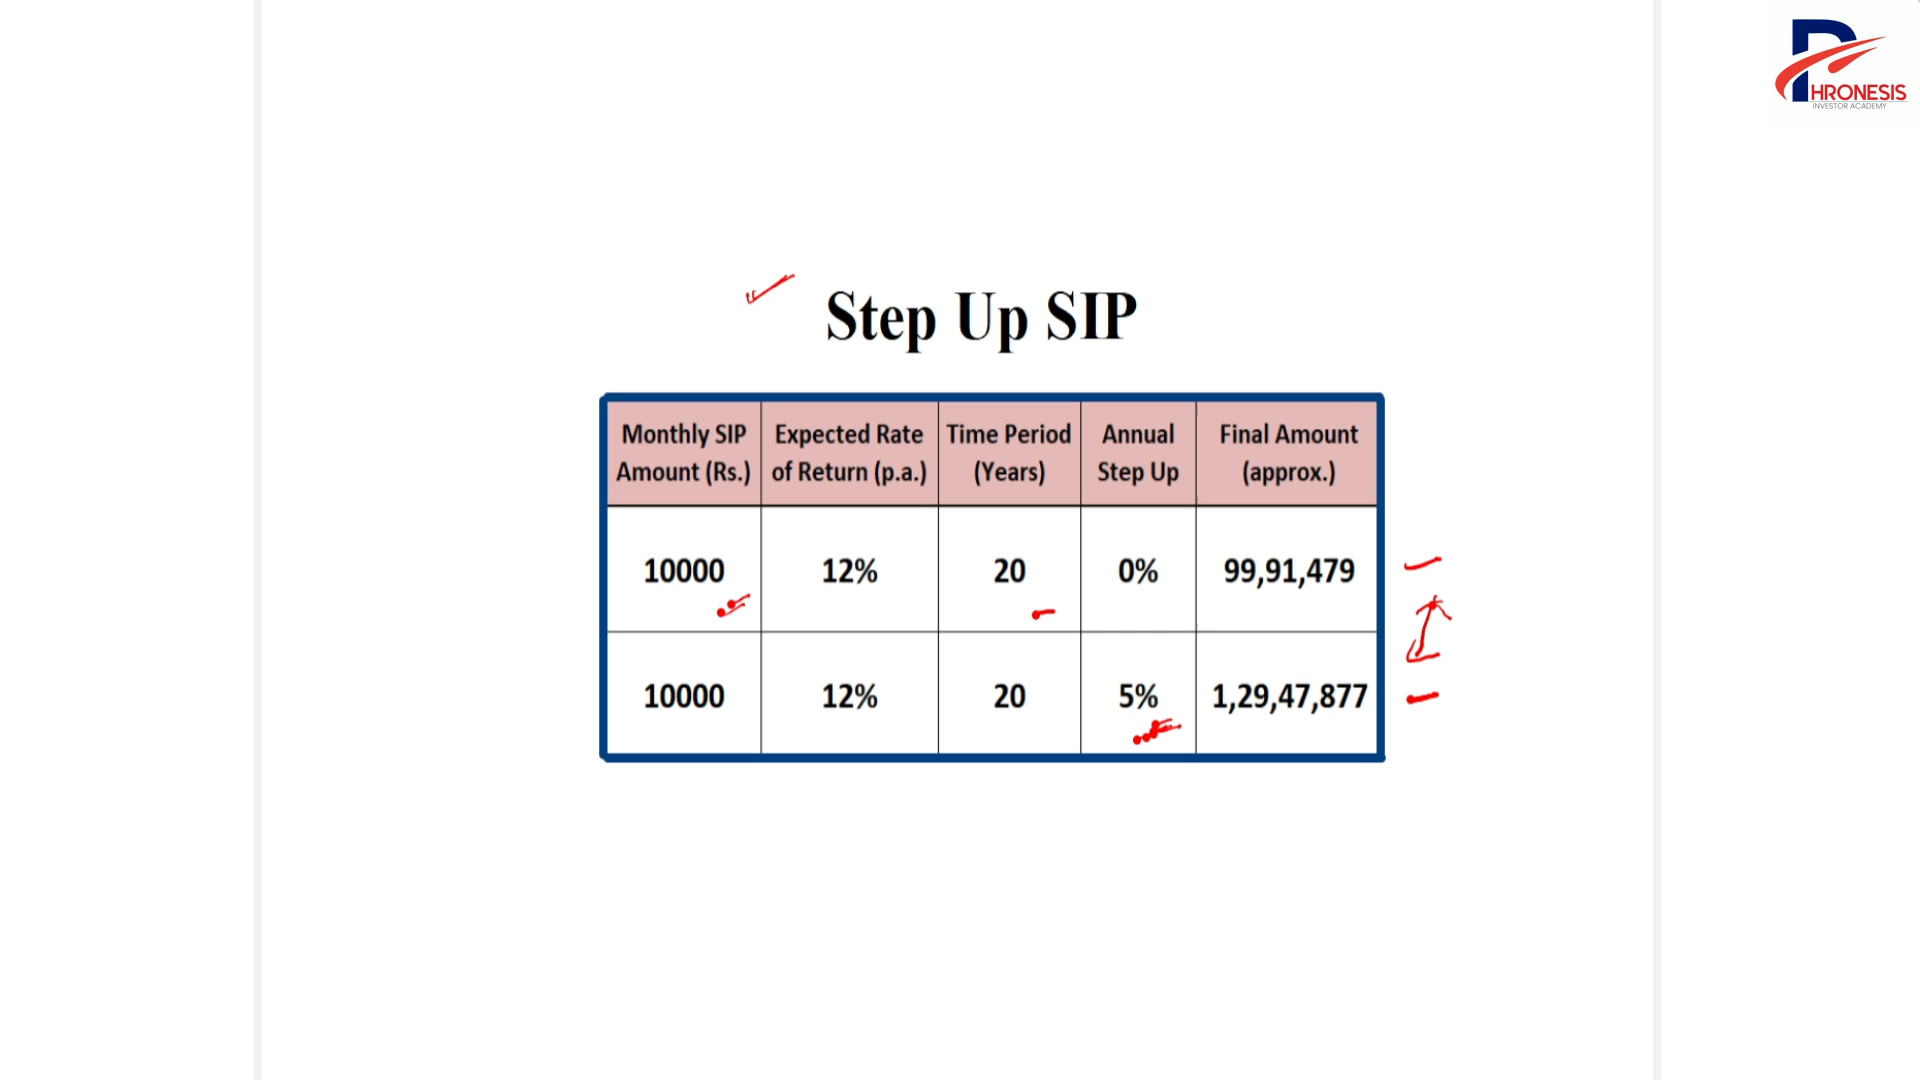 PHRONESIS
INVESTOR ACADEMY
Step Up SIP
Monthly SIP Amount (Rs.) Expected Rate of Return (p.a.) Time Period (Years) Annual Step Up Final Amount (approx.)
10000 12% 20 0% 99,91,479
10000 12% 20 5% 1,29,47,877